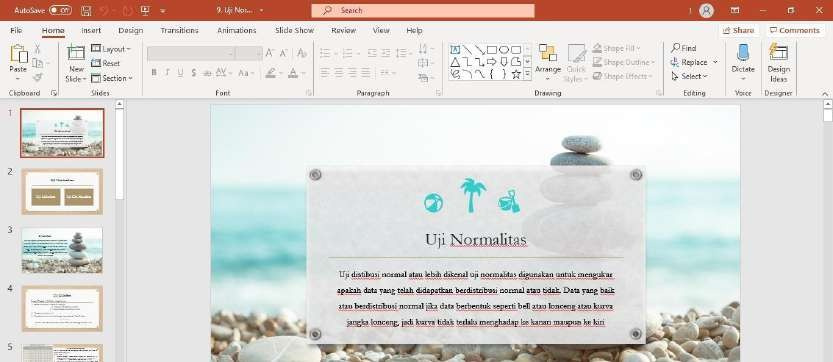 AutoSave Off 9. Uji Nor... Search
File Home Insert Design Transitions Animations Slide Show Review View Help Share Comments
Paste New Slide Layout Reset Section B I U S ab AV Aa A Arrange Quick Styles Shape Fill Shape Outline Shape Effects Find Replace Select Dictate Design Ideas
Clipboard Slides Font Paragraph Drawing Editing Voice Designer
1
2
3
4
5
Uji Normalitas
Uji distibusi normal atau lebih dikenal uji normalitas digunakan untuk mengukur
apakah data yang telah didapatkan berdistribusi normal atau tidak. Data yang baik
atau berdistribusi normal jika data berbentuk seperti bell atau lonceng atau kurva
jangka lonceng, jadi kurva tidak terlalu menghadap ke kanan maupus ke kiri